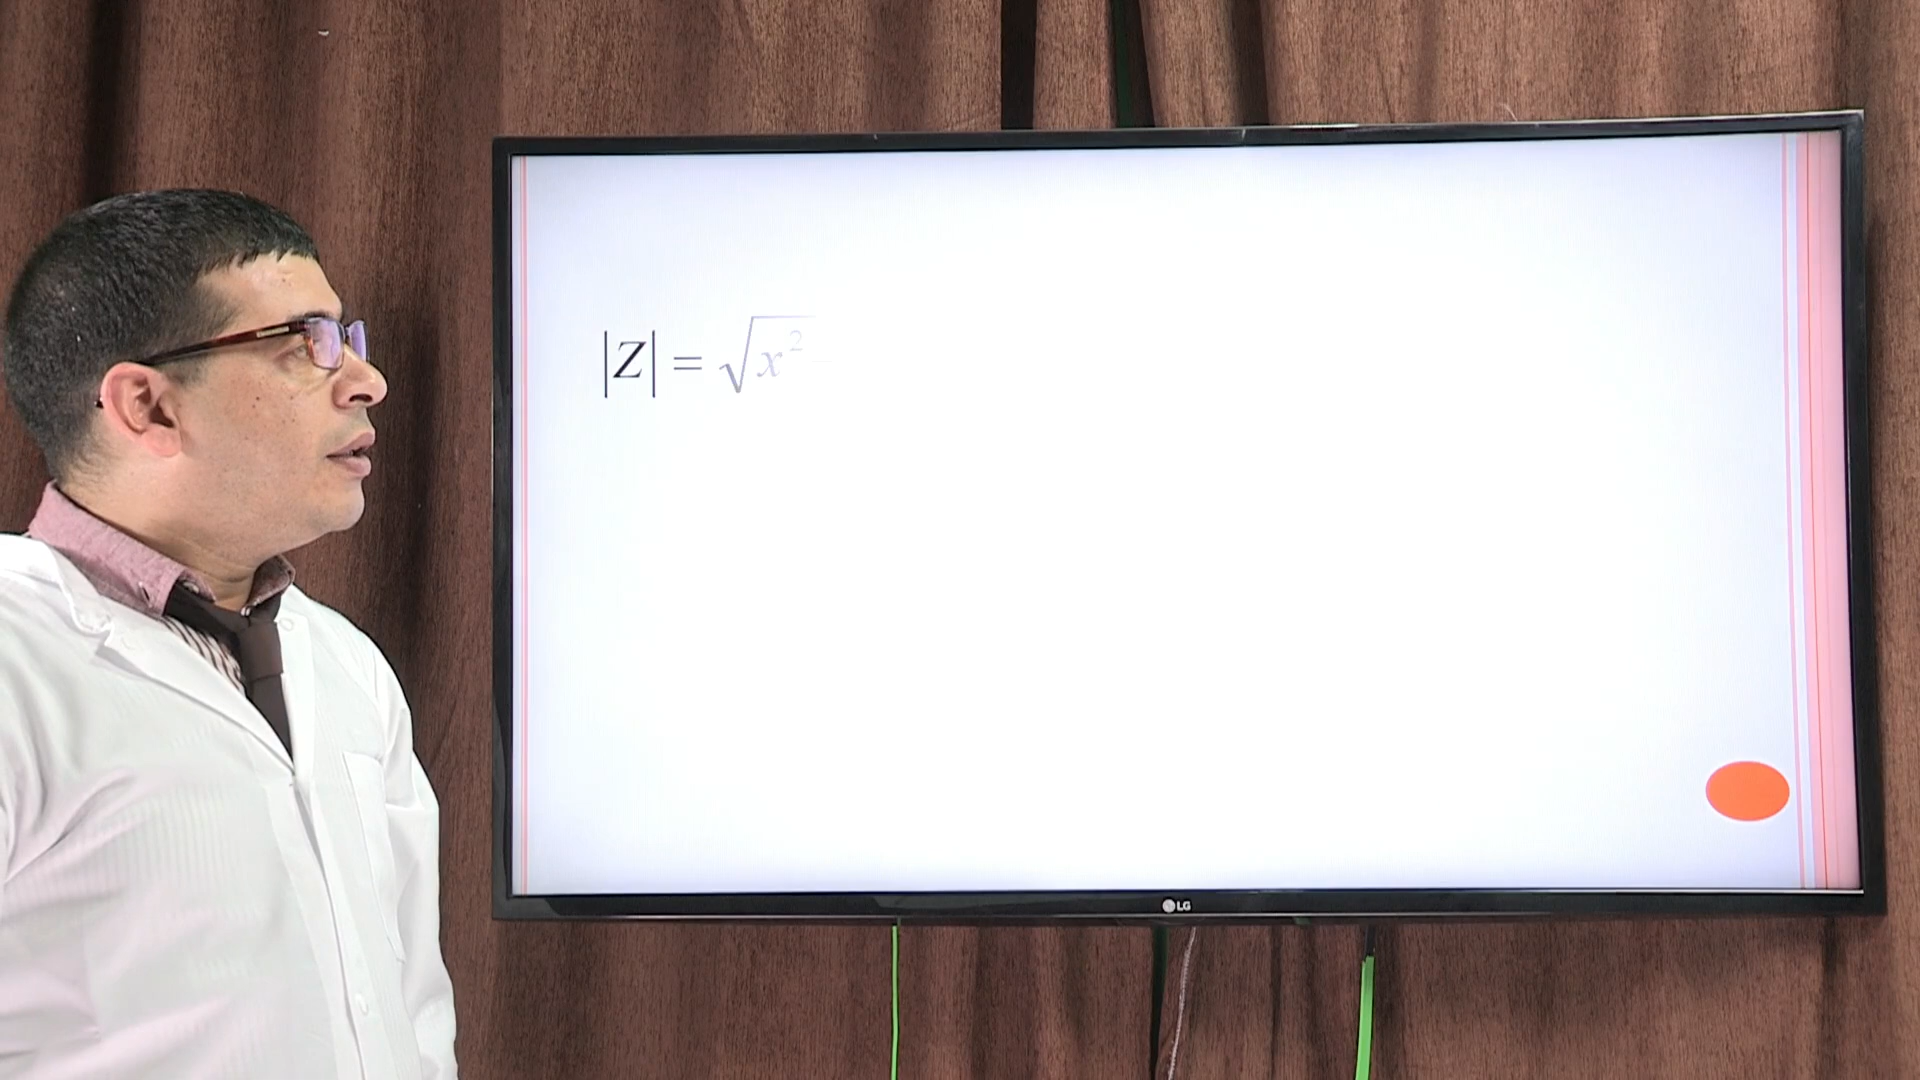 |Z| = √x²
LG